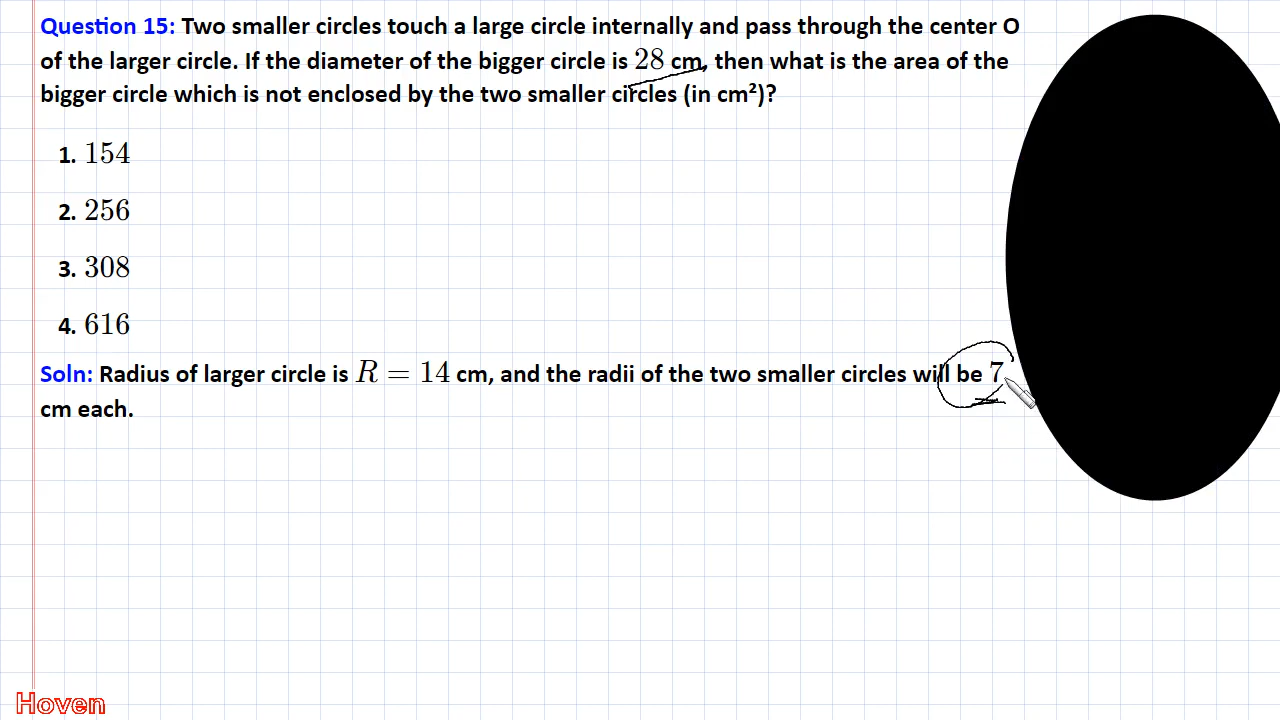 Question 15: Two smaller circles touch a large circle internally and pass through the center O
of the larger circle. If the diameter of the bigger circle is 28 cm, then what is the area of the
bigger circle which is not enclosed by the two smaller circles (in cm²)?
1. 154
2. 256
3. 308
4. 616
Soln: Radius of larger circle is R = 14 cm, and the radii of the two smaller circles will be 7
cm each.
Hoven